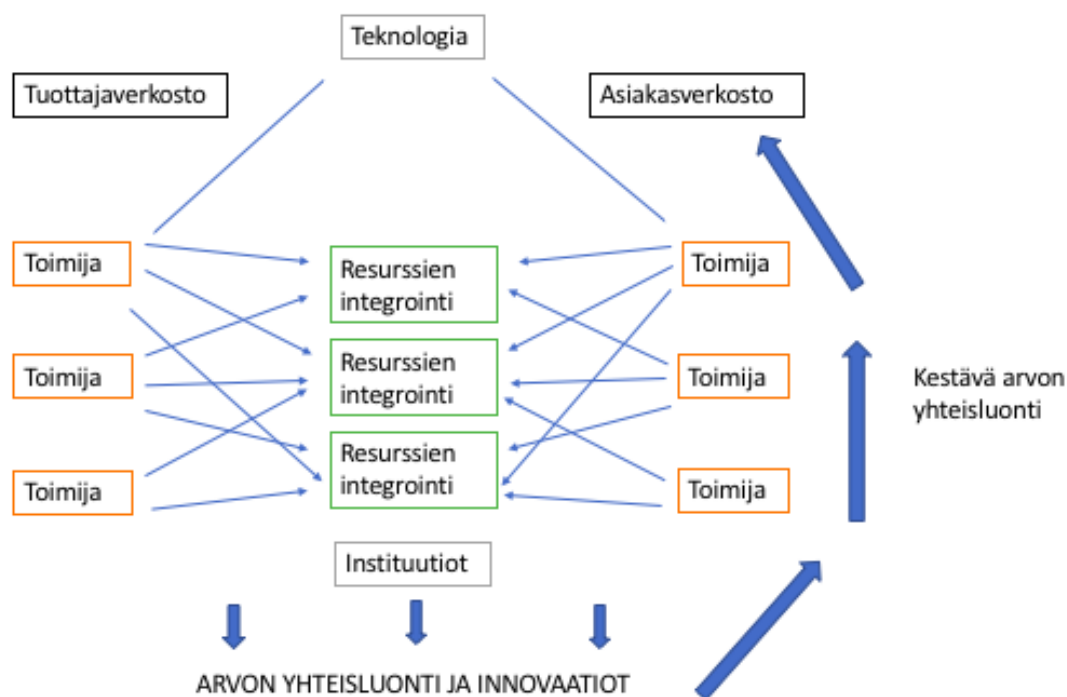 Teknologia
Tuottajaverkosto
Asiakasverkosto
Toimija
Resurssien
integrointi
Toimija
Toimija
Resurssien
integrointi
Toimija
Kestävä arvon
yhteisluonti
Toimija
Resurssien
integrointi
Toimija
Instituutiot
ARVON YHTEISLUONTI JA INNOVAATIOT